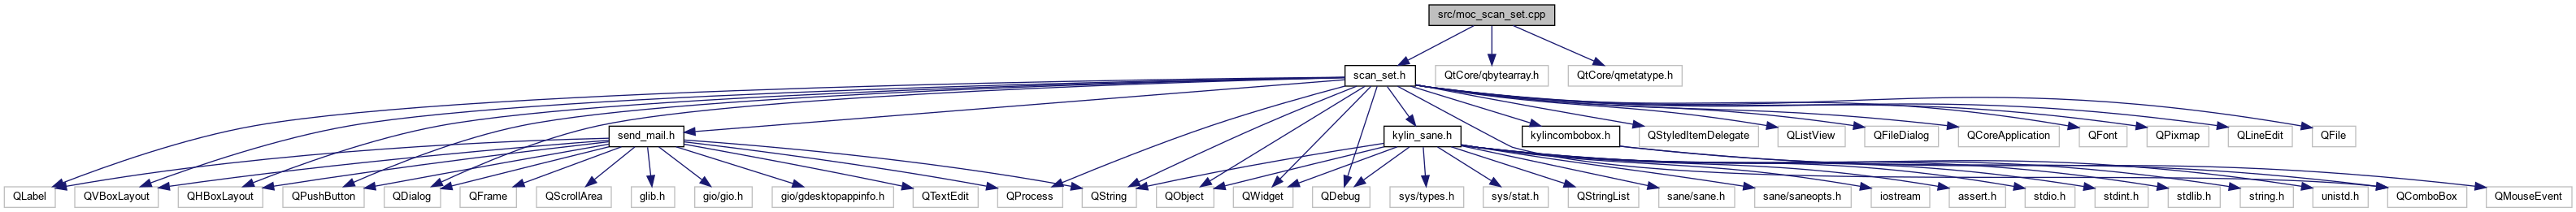 src/moc_scan_set.cpp
scan_set.h QtCore/qbytearray.h QtCore/qmetatype.h
send_mail.h kylin_sane.h kylincombobox.h QStyledItemDelegate QListView QFileDialog QCoreApplication QFont QPixmap QLineEdit QFile
QLabel QVBoxLayout QHBoxLayout QPushButton QDialog QFrame QScrollArea glib.h gio/gio.h gio/gdesktopappinfo.h QTextEdit QProcess QString QObject QWidget QDebug sys/types.h sys/stat.h QStringList sane/sane.h sane/saneopts.h iostream assert.h stdio.h stdint.h stdlib.h string.h unistd.h QComboBox QMouseEvent